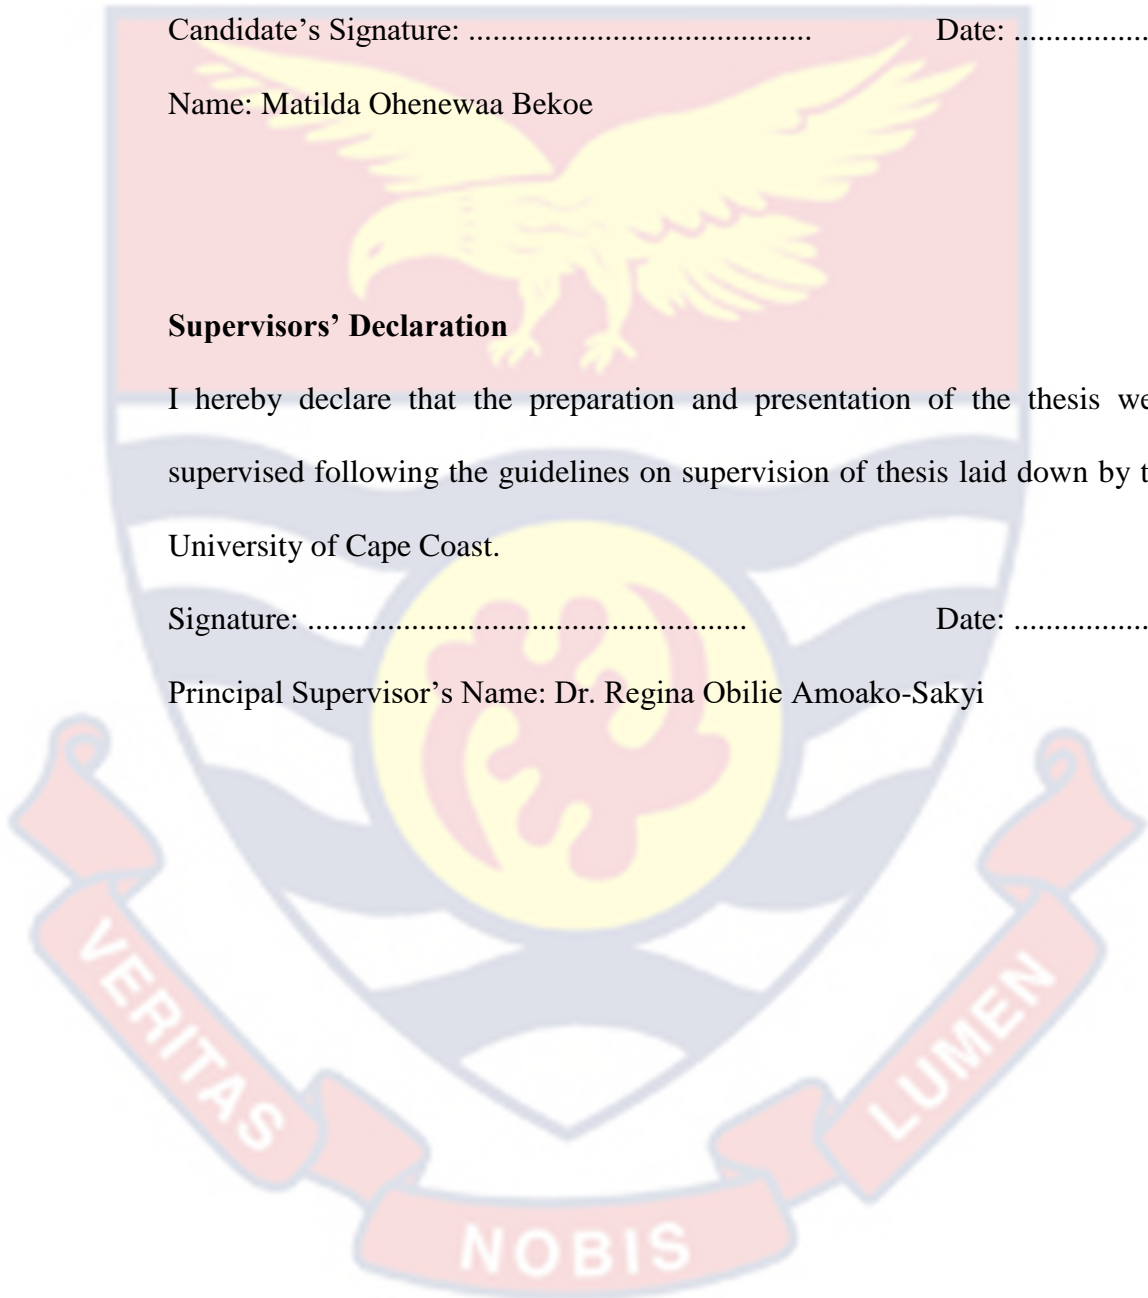 Candidate’s Signature: ........................................... Date: .................
Name: Matilda Ohenewaa Bekoe
Supervisors’ Declaration
I hereby declare that the preparation and presentation of the thesis we
supervised following the guidelines on supervision of thesis laid down by t
University of Cape Coast.
Signature: ....................................................... Date: .................
Principal Supervisor’s Name: Dr. Regina Obilie Amoako-Sakyi
VERITAS
NOBIS
LUMEN